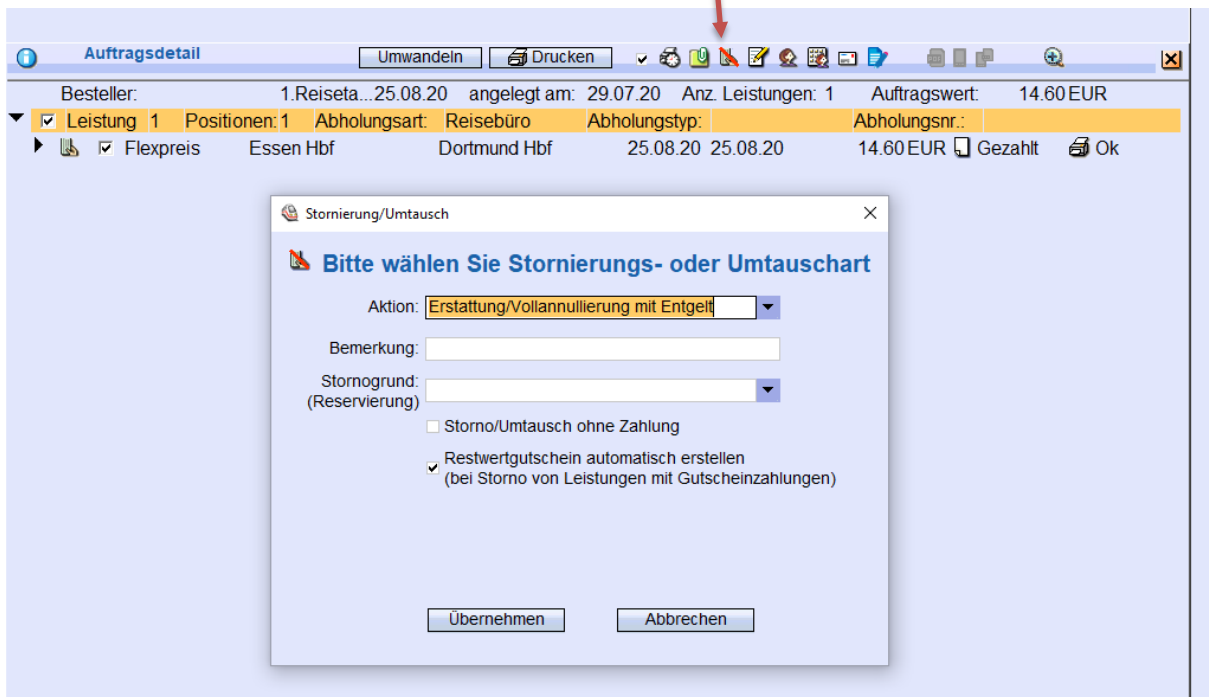 Auftragsdetail Umwandeln Drucken
Besteller: 1.Reiseta...25.08.20 angelegt am: 29.07.20 Anz. Leistungen: 1 Auftragswert: 14.60 EUR
Leistung 1 Positionen: 1 Abholungsart: Reisebüro Abholungstyp: Abholungsnr.:
Flexpreis Essen Hbf Dortmund Hbf 25.08.20 25.08.20 14.60 EUR Gezahlt Ok
Stornierung/Umtausch
Bitte wählen Sie Stornierungs- oder Umtauschart
Aktion: Erstattung/Vollannullierung mit Entgelt
Bemerkung:
Stornogrund:
(Reservierung)
Storno/Umtausch ohne Zahlung
Restwertgutschein automatisch erstellen
(bei Storno von Leistungen mit Gutscheinzahlungen)
Übernehmen Abbrechen